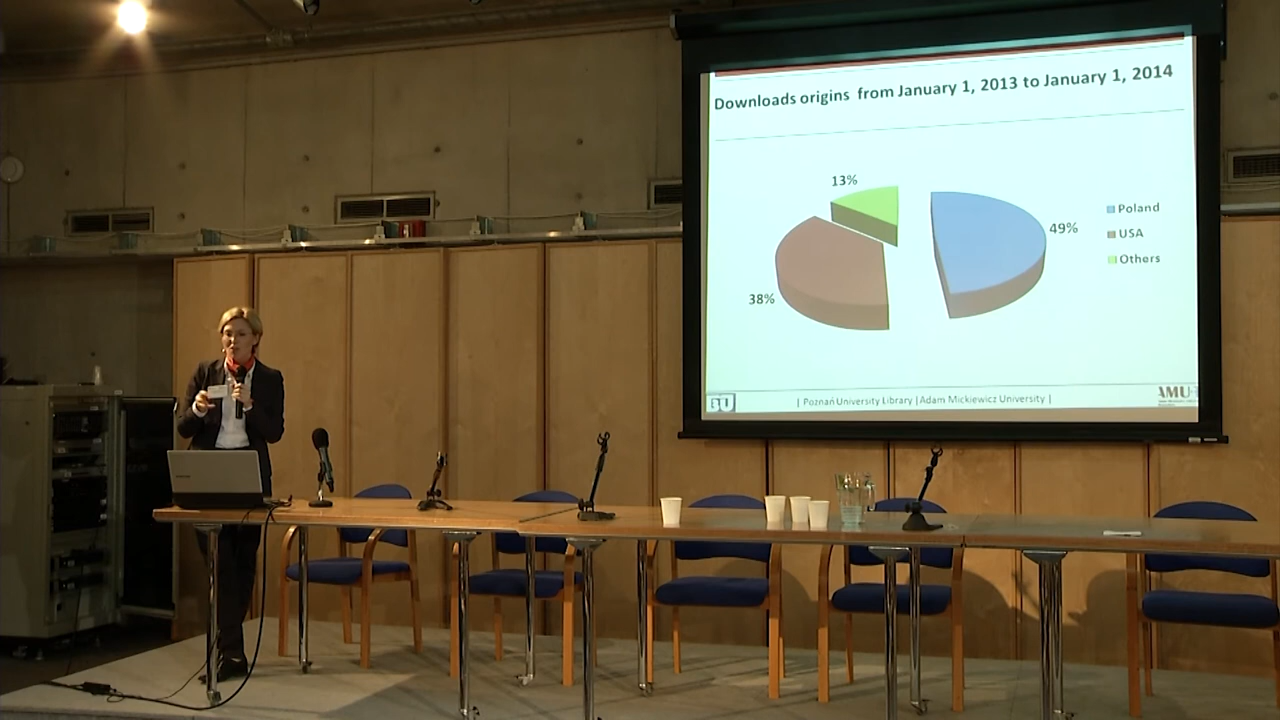 Downloads origins from January 1, 2013 to January 1, 2014
13%
49%
38%
Poland
USA
Others
| Poznań University Library |Adam Mickiewicz University |
AMU